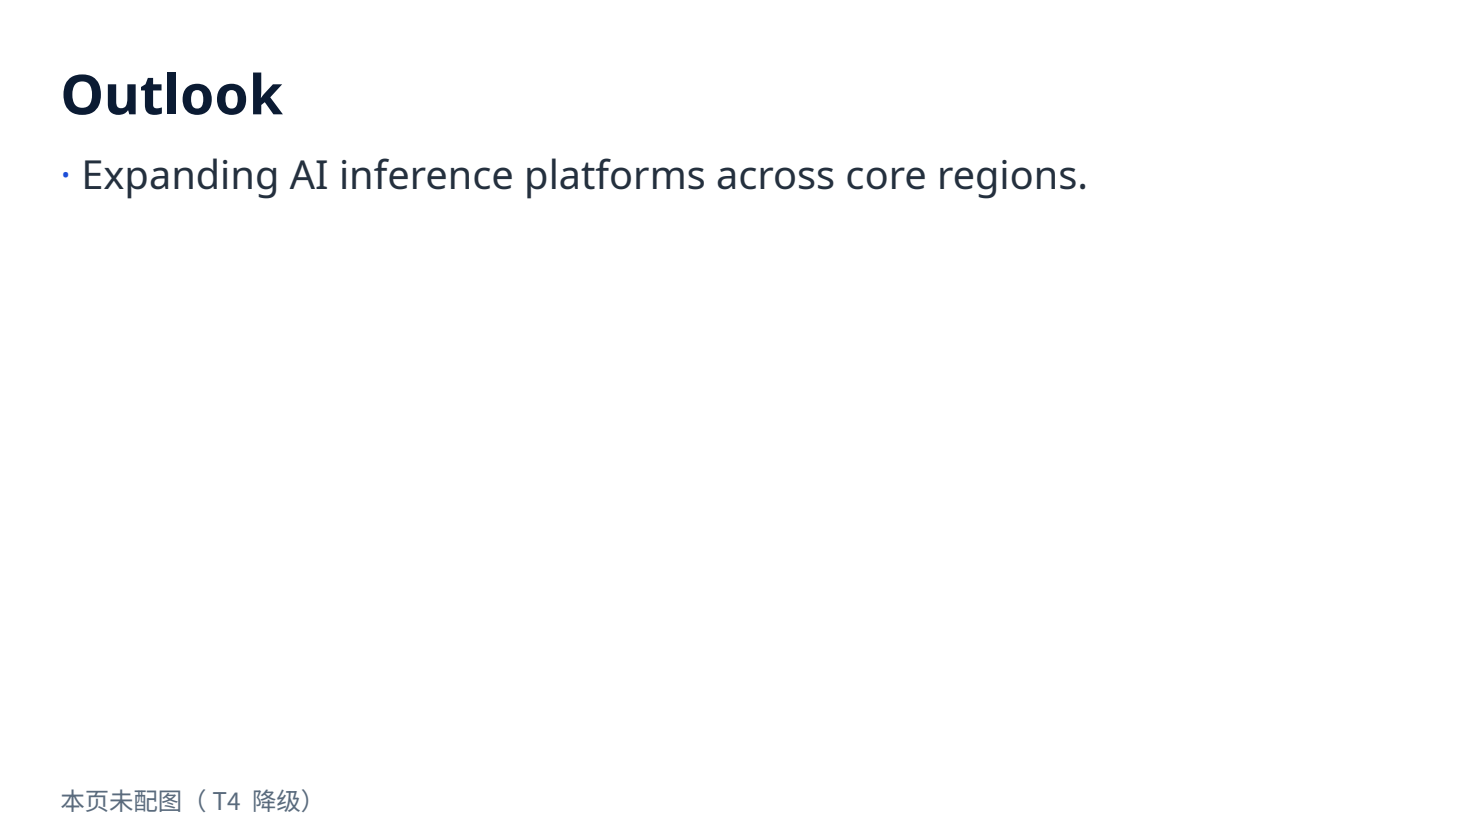 Outlook
· Expanding AI inference platforms across core regions.
本页未配图（ T4 降级）